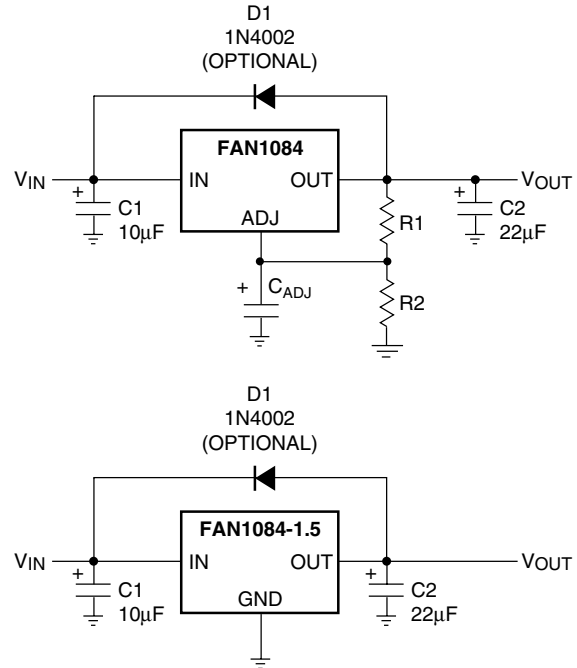 D1
1N4002
(OPTIONAL)
FAN1084
VIN
IN
OUT
VOUT
+
C1
10μF
ADJ
R1
+
C2
22μF
+
CADJ
R2
D1
1N4002
(OPTIONAL)
FAN1084-1.5
VIN
IN
OUT
VOUT
+
C1
10μF
GND
+
C2
22μF